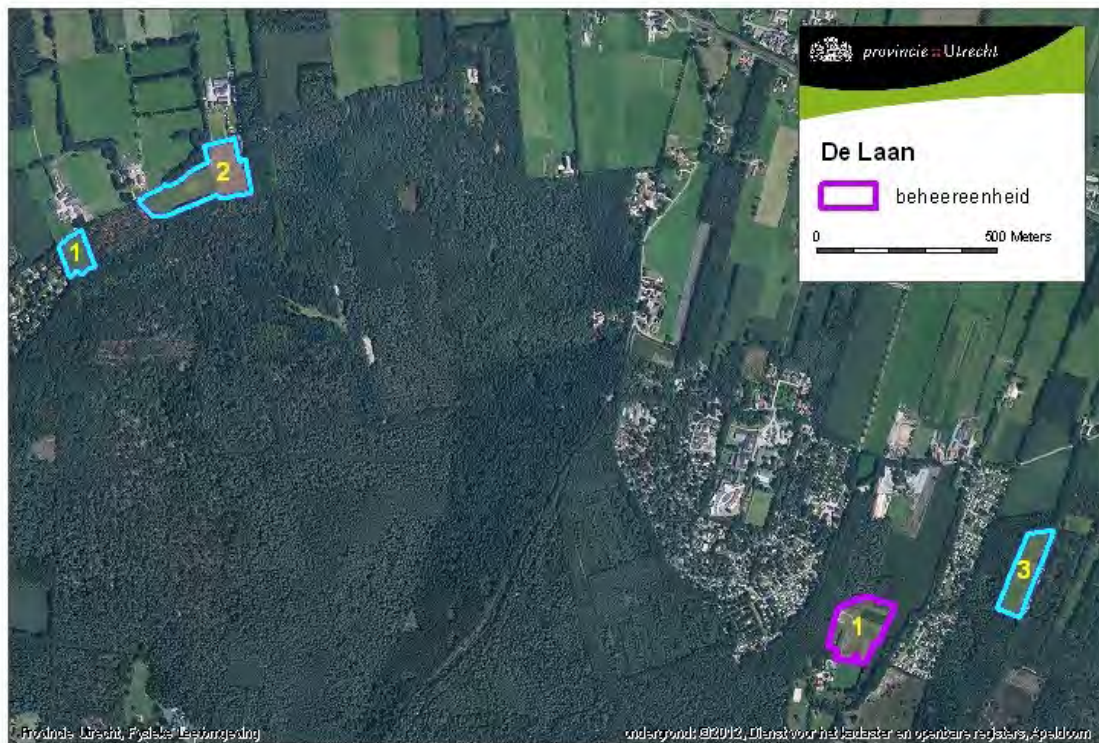 provincie :: Utrecht
De Laan
beheereenheid
0 500 Meters
2
1
3
1
Provincie Utrecht, Fysieke Leefomgeving
ondergrond: ©2012, Dienst voor het kadaster en openbare registers, Apeldoorn